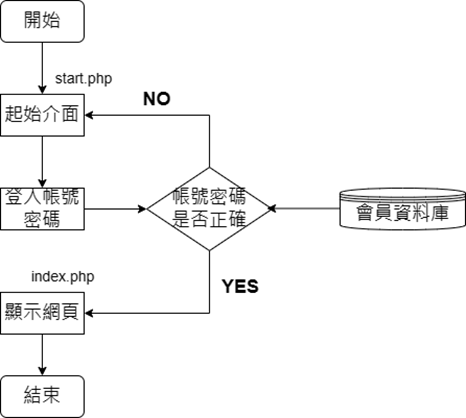 開始
start.php
起始介面
NO
登入帳號
密碼
帳號密碼
是否正確
會員資料庫
index.php
YES
顯示網頁
結束